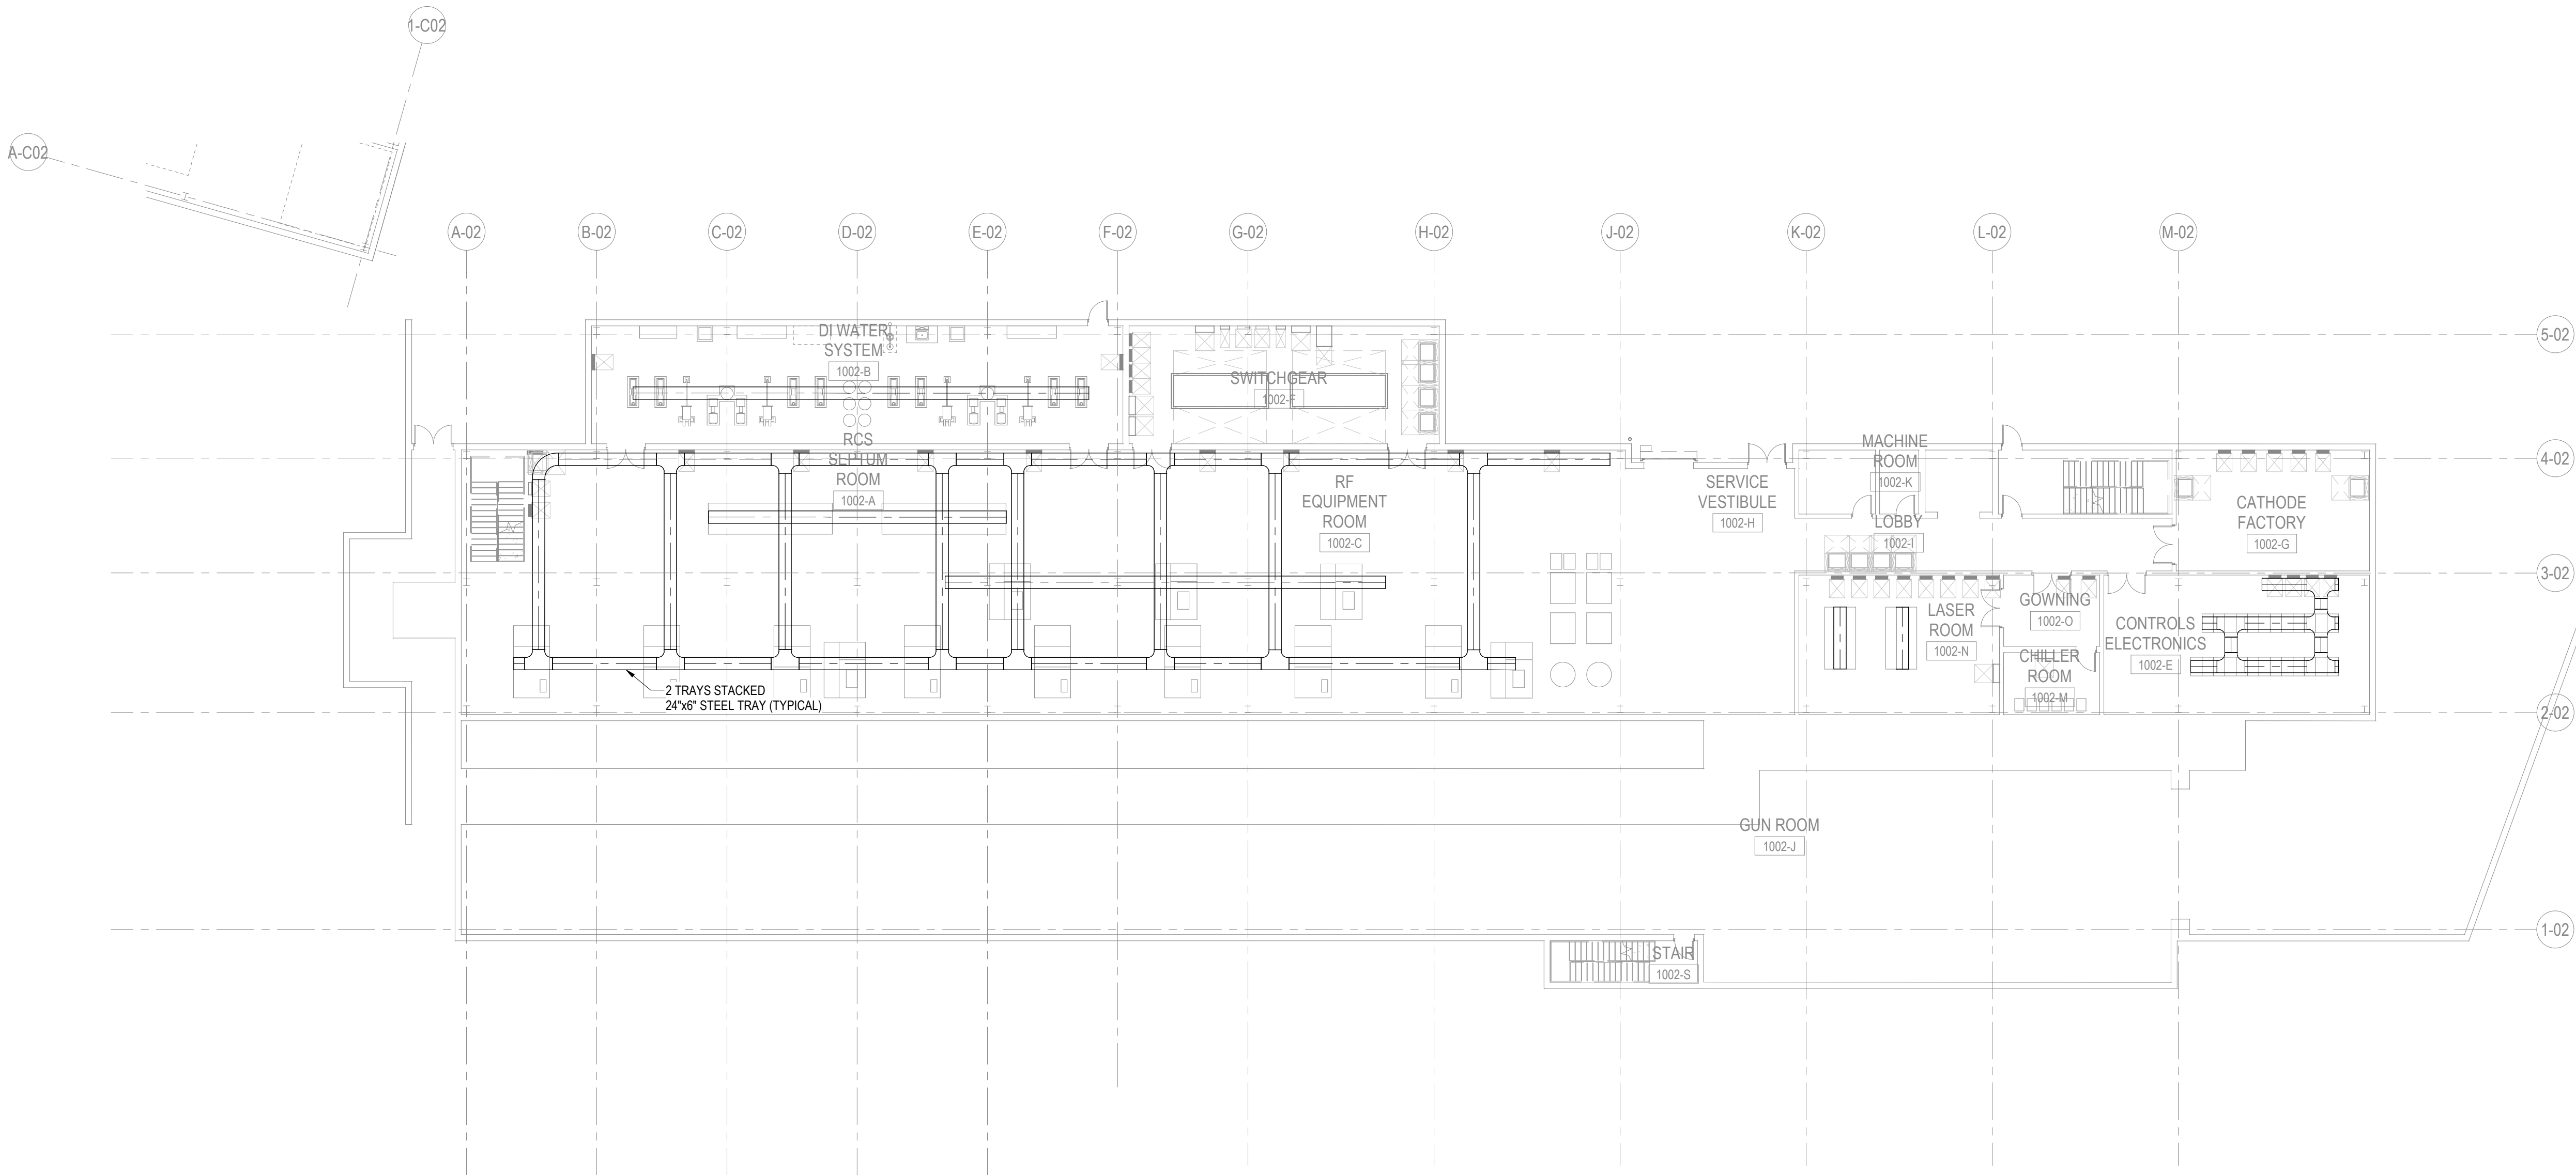 1-C02
A-C02
A-02
B-02
C-02
D-02
E-02
F-02
G-02
H-02
J-02
K-02
L-02
M-02
5-02
DI WATER
SYSTEM
1002-B
SWITCHGEAR
1002-F
RCS
SEPTUM
ROOM
1002-A
MACHINE
ROOM
1002-K
4-02
RF
EQUIPMENT
ROOM
1002-C
SERVICE
VESTIBULE
1002-H
LOBBY
1002-I
CATHODE
FACTORY
1002-G
3-02
LASER
ROOM
1002-N
GOWNING
1002-O
CONTROLS
ELECTRONICS
1002-E
CHILLER
ROOM
1002-M
2 TRAYS STACKED
24"x6" STEEL TRAY (TYPICAL)
2-02
GUN ROOM
1002-J
1-02
STAIR
1002-S